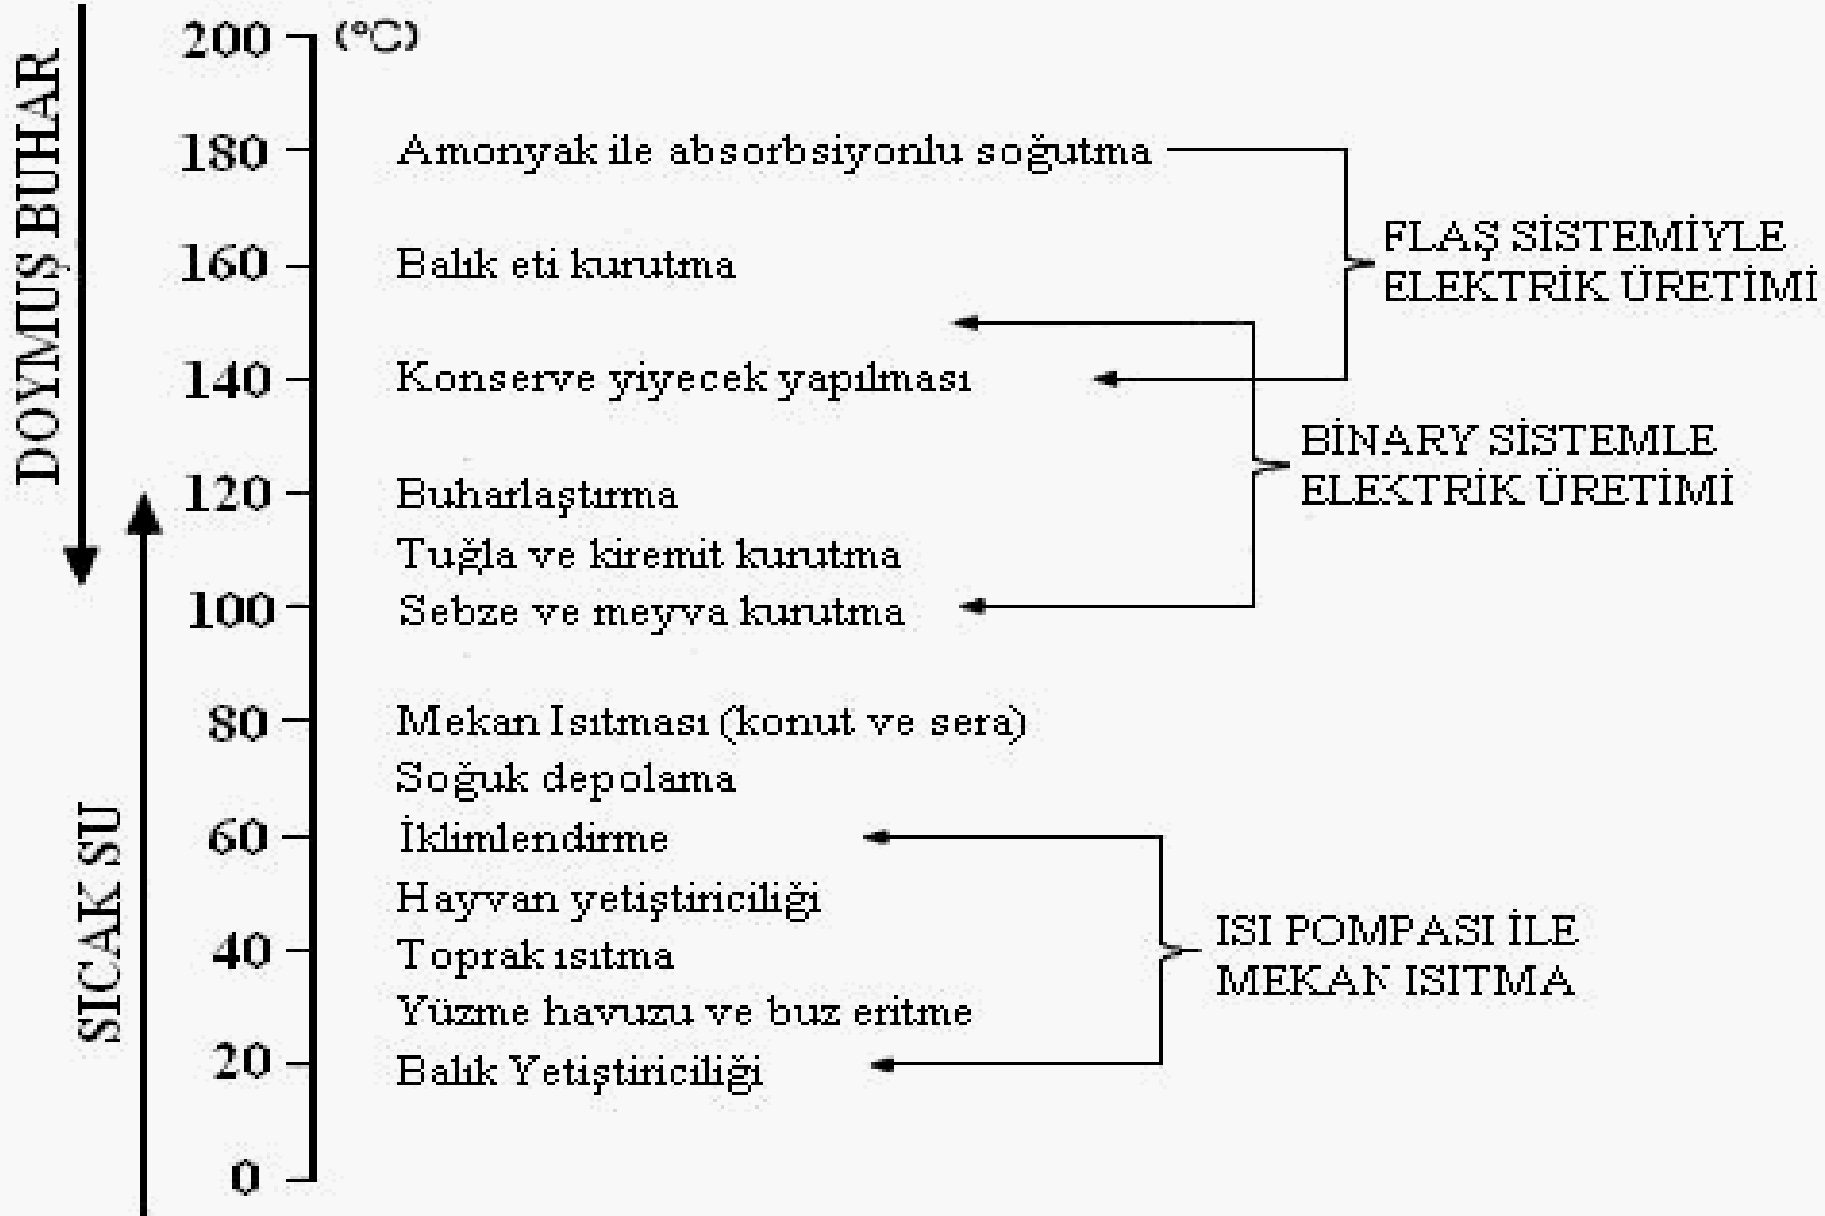 DOYMUŞ BUHAR
SICAK SU
200 (°C)
180 Amonyak ile absorbsiyonlu soğutma
160 Balık eti kurutma
140 Konserve yiyecek yapılması
120 Buharlaştırma
Tuğla ve kiremit kurutma
100 Sebze ve meyva kurutma
80 Mekan Isıtması (konut ve sera)
Soğuk depolama
60 İklimlendirme
Hayvan yetiştiriciliği
40 Toprak ısıtma
Yüzme havuzu ve buz eritme
20 Balık Yetiştiriciliği
0
FLAŞ SİSTEMİYLE
ELEKTRİK ÜRETİMİ
BİNARY SİSTEMLE
ELEKTRİK ÜRETİMİ
ISI POMPASI İLE
MEKAN ISITMA